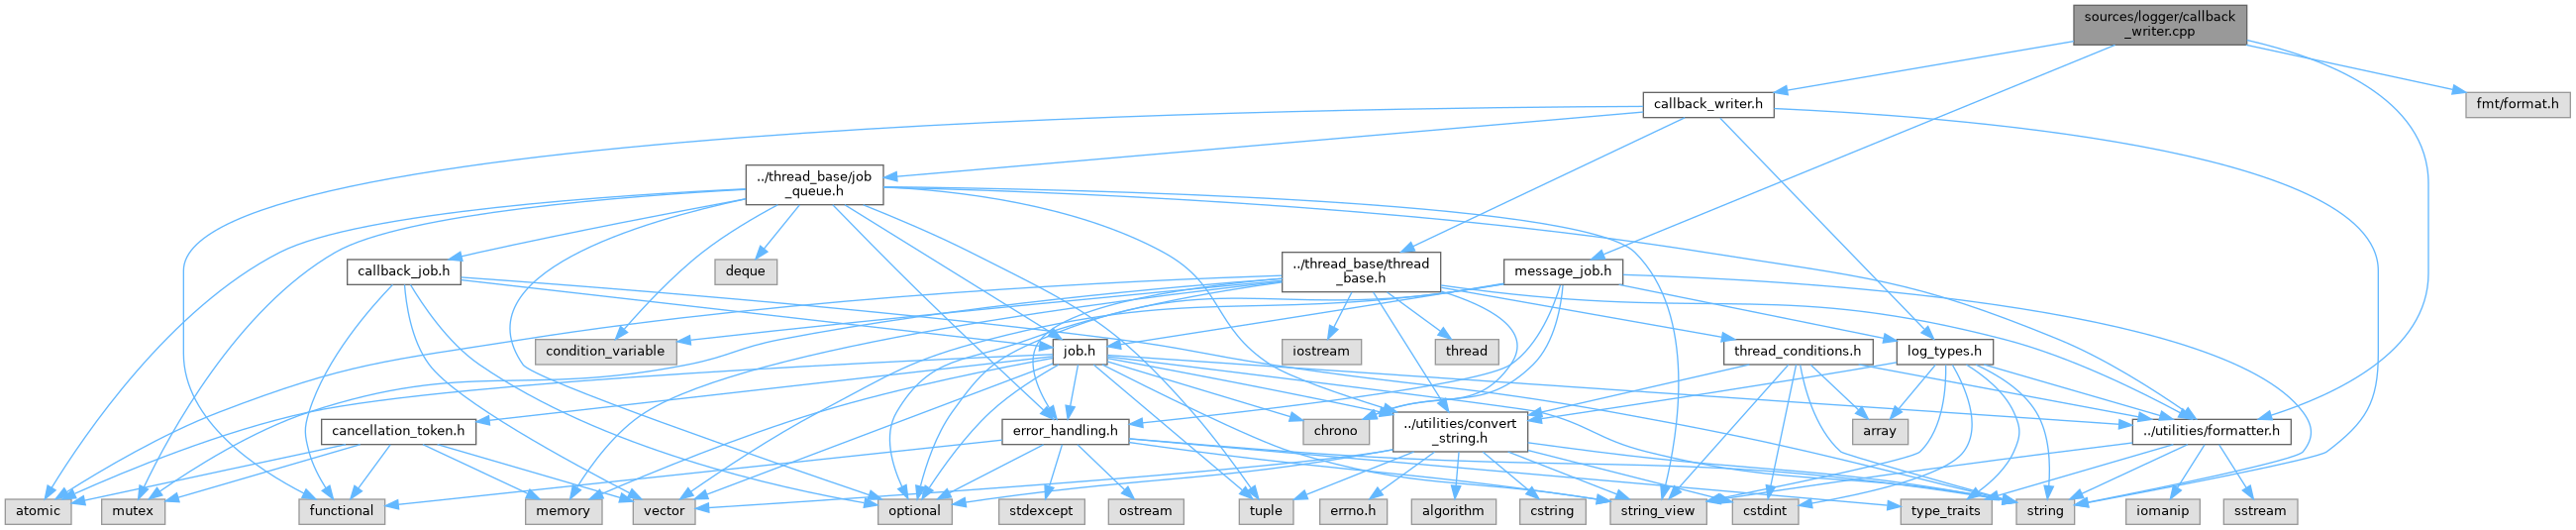 sources/logger/callback
_writer.cpp
callback_writer.h
fmt/format.h
../thread_base/job
_queue.h
callback_job.h
deque
../thread_base/thread
_base.h
message_job.h
condition_variable
job.h
iostream
thread
thread_conditions.h
log_types.h
cancellation_token.h
error_handling.h
chrono
../utilities/convert
_string.h
array
../utilities/formatter.h
atomic
mutex
functional
memory
vector
optional
stdexcept
ostream
tuple
errno.h
algorithm
cstring
string_view
cstdint
type_traits
string
iomanip
sstream